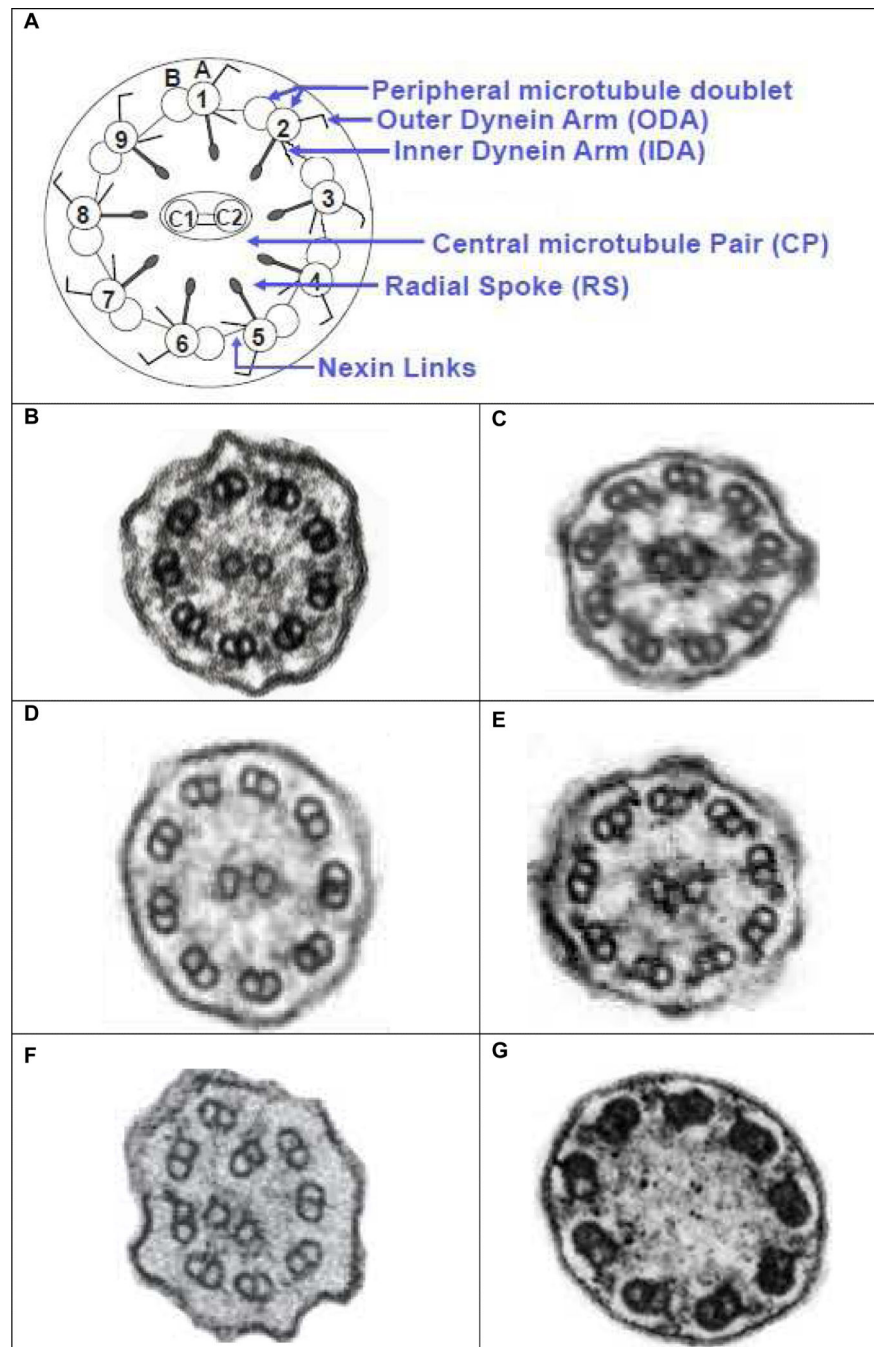 A
B A
1
2
3
4
5
6
7
8
9
C1 C2
Peripheral microtubule doublet
Outer Dynein Arm (ODA)
Inner Dynein Arm (IDA)
Central microtubule Pair (CP)
Radial Spoke (RS)
Nexin Links
B
C
D
E
F
G